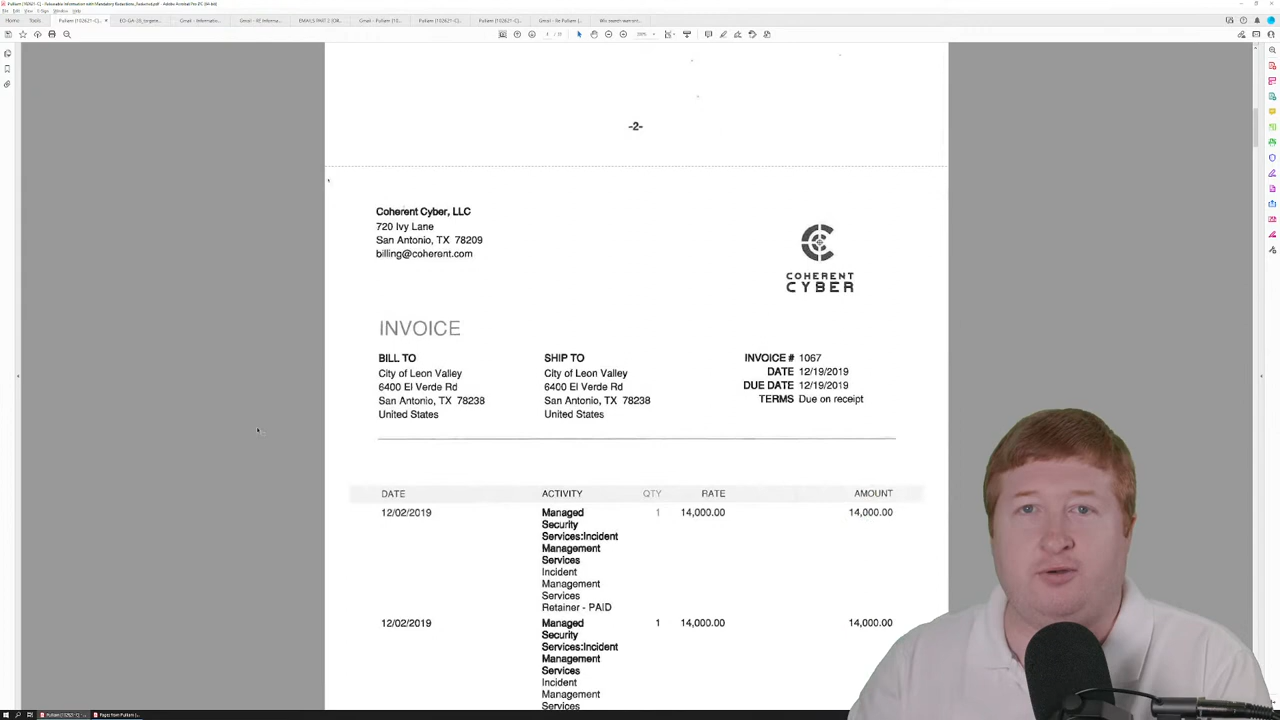 Home
Tools
-2-
Coherent Cyber, LLC
720 Ivy Lane
San Antonio, TX 78209
billing@coherent.com
COHERENT
CYBER
INVOICE
BILL TO
City of Leon Valley
6400 El Verde Rd
San Antonio, TX 78238
United States
SHIP TO
City of Leon Valley
6400 El Verde Rd
San Antonio, TX 78238
United States
INVOICE # 1067
DATE 12/19/2019
DUE DATE 12/19/2019
TERMS Due on receipt
DATE ACTIVITY QTY RATE AMOUNT
12/02/2019 Managed 1 14,000.00 14,000.00
Security
Services:Incident
Management
Services
Incident
Management
Services
Retainer - PAID
12/02/2019 Managed 1 14,000.00 14,000.00
Security
Services:Incident
Management
Services
Incident
Management
Services